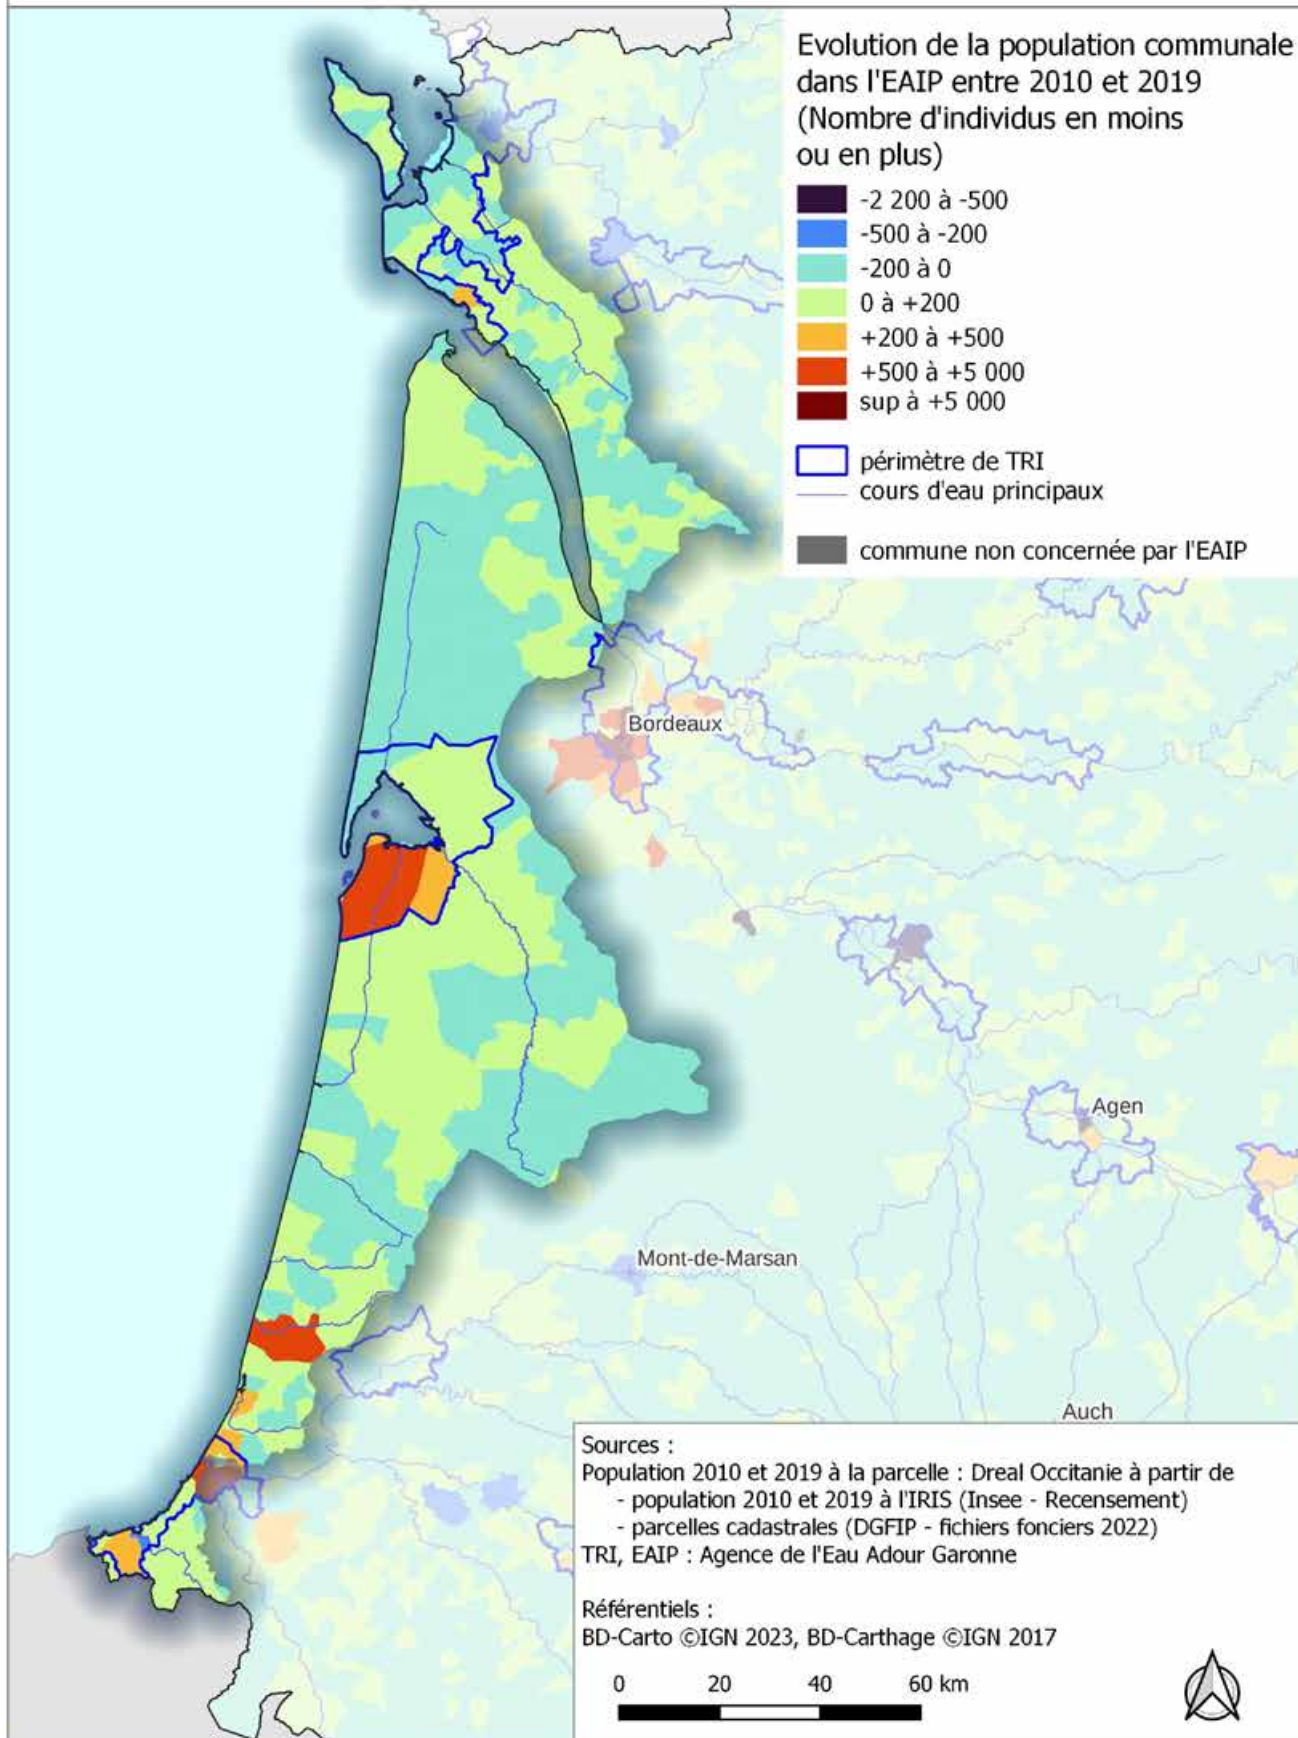 Evolution de la population communale
dans l'EAIP entre 2010 et 2019
(Nombre d'individus en moins
ou en plus)
-2 200 à -500
-500 à -200
-200 à 0
0 à +200
+200 à +500
+500 à +5 000
sup à +5 000
périmètre de TRI
cours d'eau principaux
commune non concernée par l'EAIP
Bordeaux
Agen
Mont-de-Marsan
Auch
Sources :
Population 2010 et 2019 à la parcelle : Dreal Occitanie à partir de
- population 2010 et 2019 à l'IRIS (Insee - Recensement)
- parcelles cadastrales (DGFIP - fichiers fonciers 2022)
TRI, EAIP : Agence de l'Eau Adour Garonne
Référentiels :
BD-Carto ©IGN 2023, BD-Carthage ©IGN 2017
0 20 40 60 km